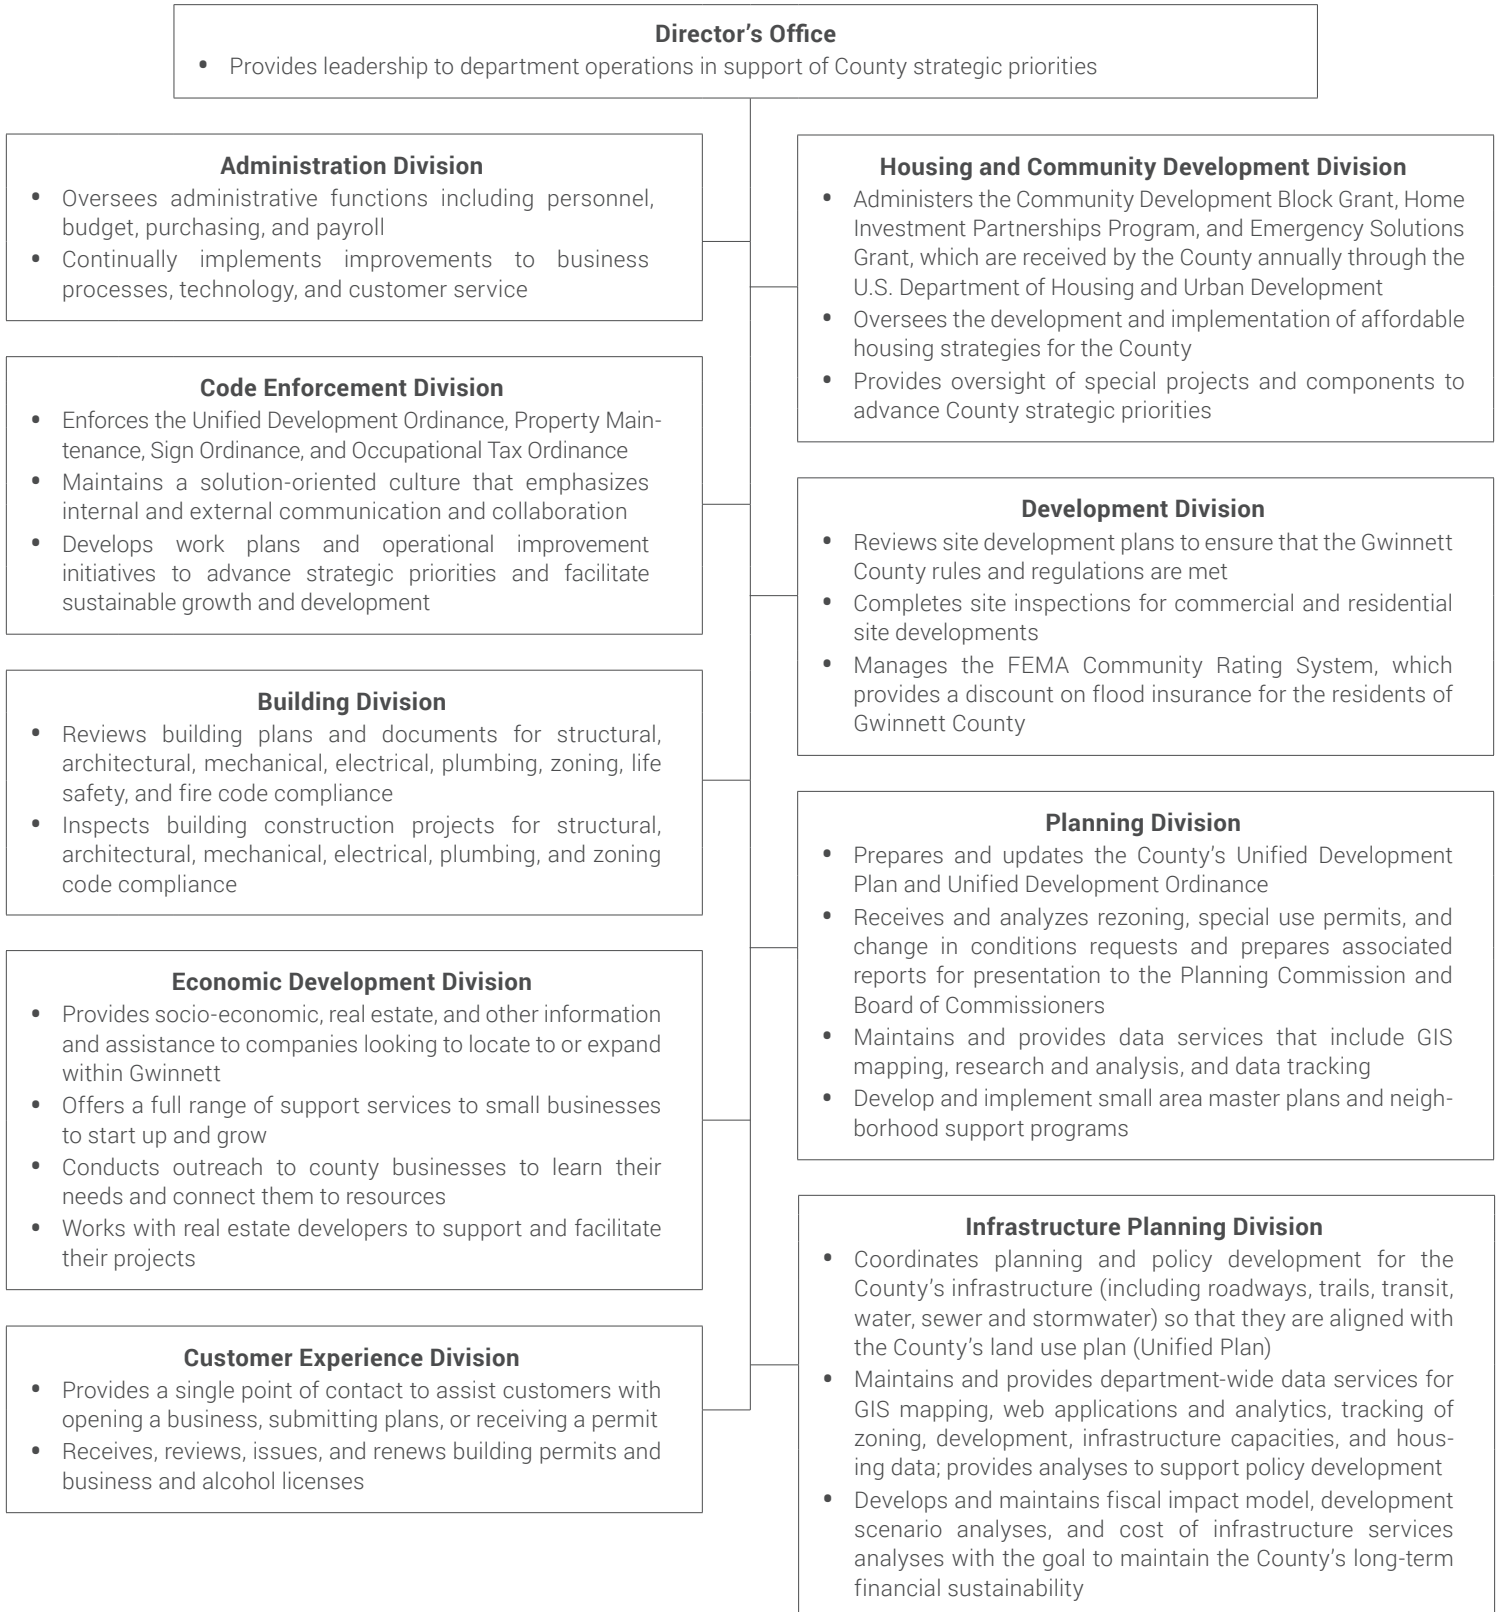 Director’s Office
• Provides leadership to department operations in support of County strategic priorities
Administration Division
• Oversees administrative functions including personnel,
budget, purchasing, and payroll
• Continually implements improvements to business
processes, technology, and customer service
Code Enforcement Division
• Enforces the Unified Development Ordinance, Property Main-
tenance, Sign Ordinance, and Occupational Tax Ordinance
• Maintains a solution-oriented culture that emphasizes
internal and external communication and collaboration
• Develops work plans and operational improvement
initiatives to advance strategic priorities and facilitate
sustainable growth and development
Building Division
• Reviews building plans and documents for structural,
architectural, mechanical, electrical, plumbing, zoning, life
safety, and fire code compliance
• Inspects building construction projects for structural,
architectural, mechanical, electrical, plumbing, and zoning
code compliance
Economic Development Division
• Provides socio-economic, real estate, and other information
and assistance to companies looking to locate to or expand
within Gwinnett
• Offers a full range of support services to small businesses
to start up and grow
• Conducts outreach to county businesses to learn their
needs and connect them to resources
• Works with real estate developers to support and facilitate
their projects
Customer Experience Division
• Provides a single point of contact to assist customers with
opening a business, submitting plans, or receiving a permit
• Receives, reviews, issues, and renews building permits and
business and alcohol licenses
Housing and Community Development Division
• Administers the Community Development Block Grant, Home
Investment Partnerships Program, and Emergency Solutions
Grant, which are received by the County annually through the
U.S. Department of Housing and Urban Development
• Oversees the development and implementation of affordable
housing strategies for the County
• Provides oversight of special projects and components to
advance County strategic priorities
Development Division
• Reviews site development plans to ensure that the Gwinnett
County rules and regulations are met
• Completes site inspections for commercial and residential
site developments
• Manages the FEMA Community Rating System, which
provides a discount on flood insurance for the residents of
Gwinnett County
Planning Division
• Prepares and updates the County’s Unified Development
Plan and Unified Development Ordinance
• Receives and analyzes rezoning, special use permits, and
change in conditions requests and prepares associated
reports for presentation to the Planning Commission and
Board of Commissioners
• Maintains and provides data services that include GIS
mapping, research and analysis, and data tracking
• Develop and implement small area master plans and neigh-
borhood support programs
Infrastructure Planning Division
• Coordinates planning and policy development for the
County’s infrastructure (including roadways, trails, transit,
water, sewer and stormwater) so that they are aligned with
the County’s land use plan (Unified Plan)
• Maintains and provides department-wide data services for
GIS mapping, web applications and analytics, tracking of
zoning, development, infrastructure capacities, and hous-
ing data; provides analyses to support policy development
• Develops and maintains fiscal impact model, development
scenario analyses, and cost of infrastructure services
analyses with the goal to maintain the County’s long-term
financial sustainability